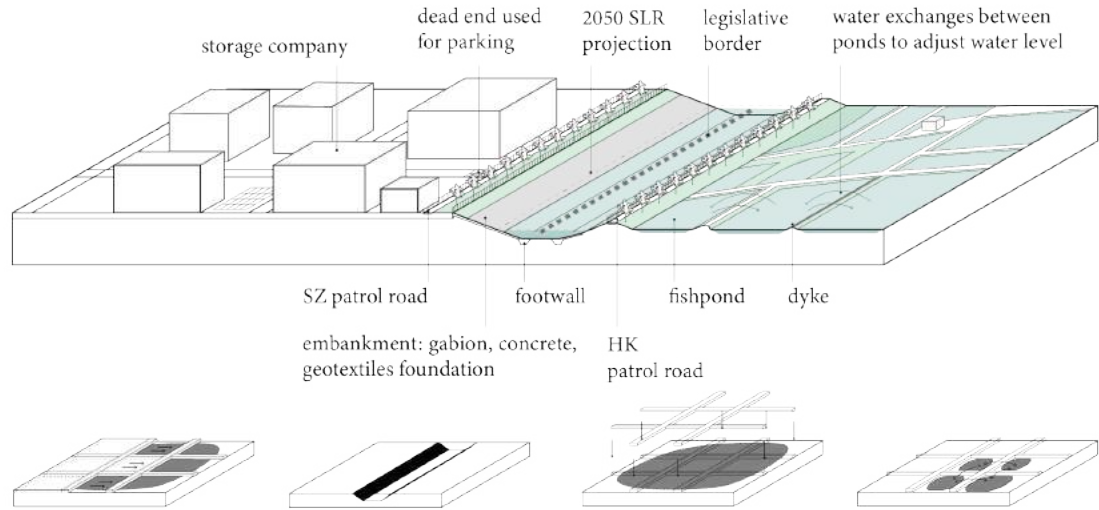 storage company
dead end used
for parking
2050 SLR
projection
legislative
border
water exchanges between
ponds to adjust water level
SZ patrol road
footwall
fishpond
dyke
embankment: gabion, concrete,
geotextiles foundation
HK
patrol road